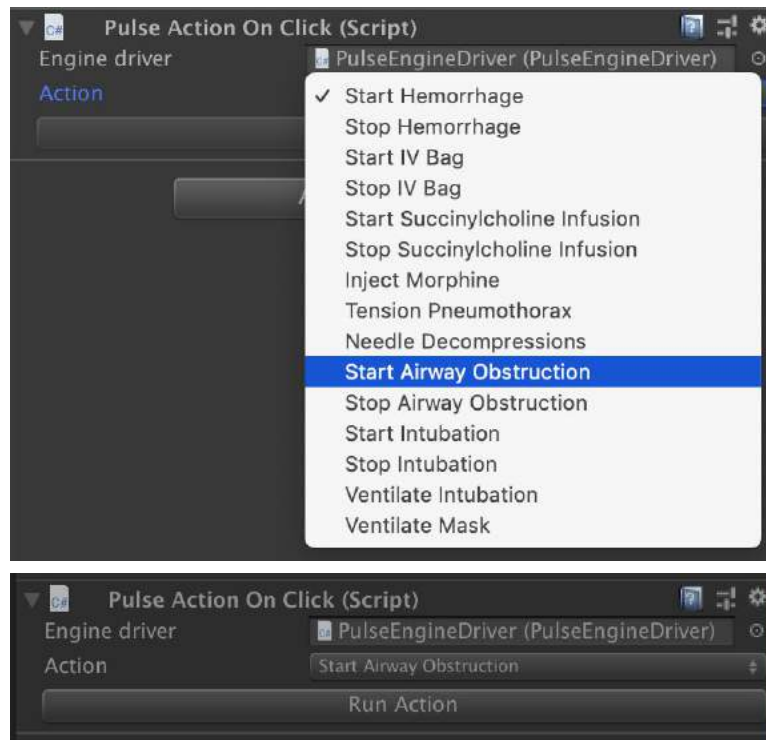 C# Pulse Action On Click (Script)
Engine driver C# PulseEngineDriver (PulseEngineDriver)
Action
✓ Start Hemorrhage
Stop Hemorrhage
Start IV Bag
Stop IV Bag
Start Succinylcholine Infusion
Stop Succinylcholine Infusion
Inject Morphine
Tension Pneumothorax
Needle Decompressions
Start Airway Obstruction
Stop Airway Obstruction
Start Intubation
Stop Intubation
Ventilate Intubation
Ventilate Mask
C# Pulse Action On Click (Script)
Engine driver C# PulseEngineDriver (PulseEngineDriver)
Action Start Airway Obstruction
Run Action